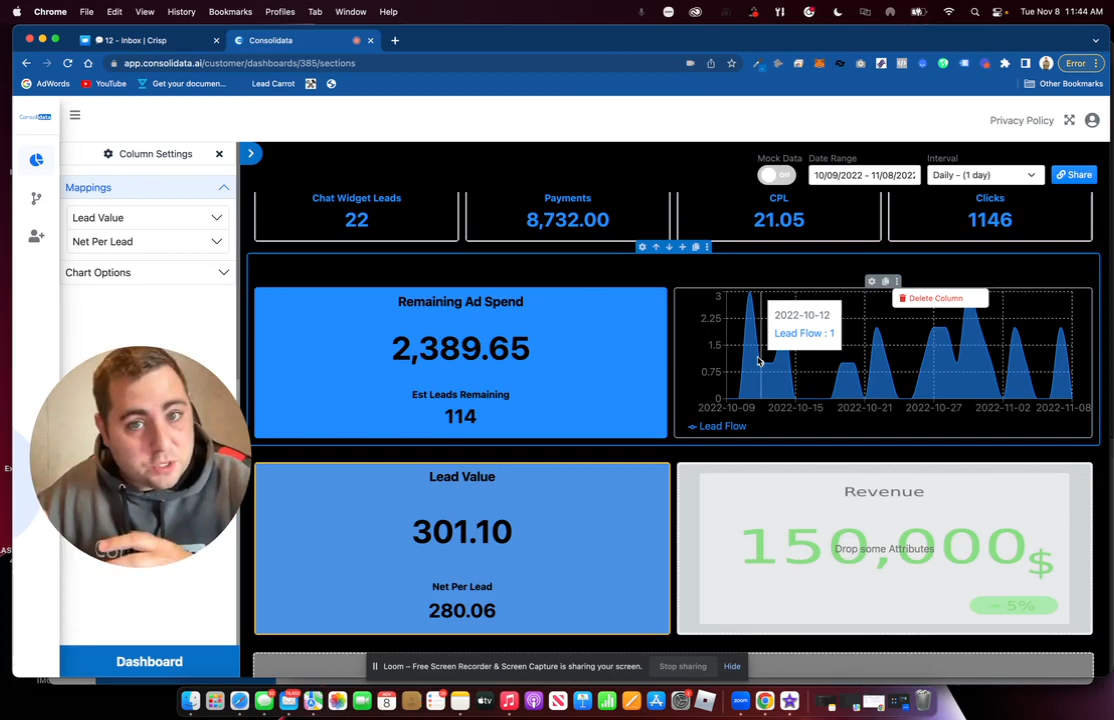 Chrome File Edit View History Bookmarks Profiles Tab Window Help
Tue Nov 8 11:44 AM
12 - Inbox | Crisp
Consolidata
app.consolidata.ai/customer/dashboards/385/sections
Error
AdWords YouTube Get your documen... Lead Carrot
Other Bookmarks
Consolidata
Privacy Policy
Column Settings
Mappings
Lead Value
Net Per Lead
Chart Options
Dashboard
Mock Data Date Range Interval
Off 10/09/2022 - 11/08/2022 Daily - (1 day) Share
Chat Widget Leads Payments CPL Clicks
22 8,732.00 21.05 1146
Remaining Ad Spend
2,389.65
Est Leads Remaining
114
Delete Column
3
2.25
1.5
0.75
0
2022-10-12
Lead Flow : 1
2022-10-09 2022-10-15 2022-10-21 2022-10-27 2022-11-02 2022-11-08
Lead Flow
Lead Value
301.10
Net Per Lead
280.06
Revenue
150,000$
Drop some Attributes
- 5%
Loom – Free Screen Recorder & Screen Capture is sharing your screen. Stop sharing Hide